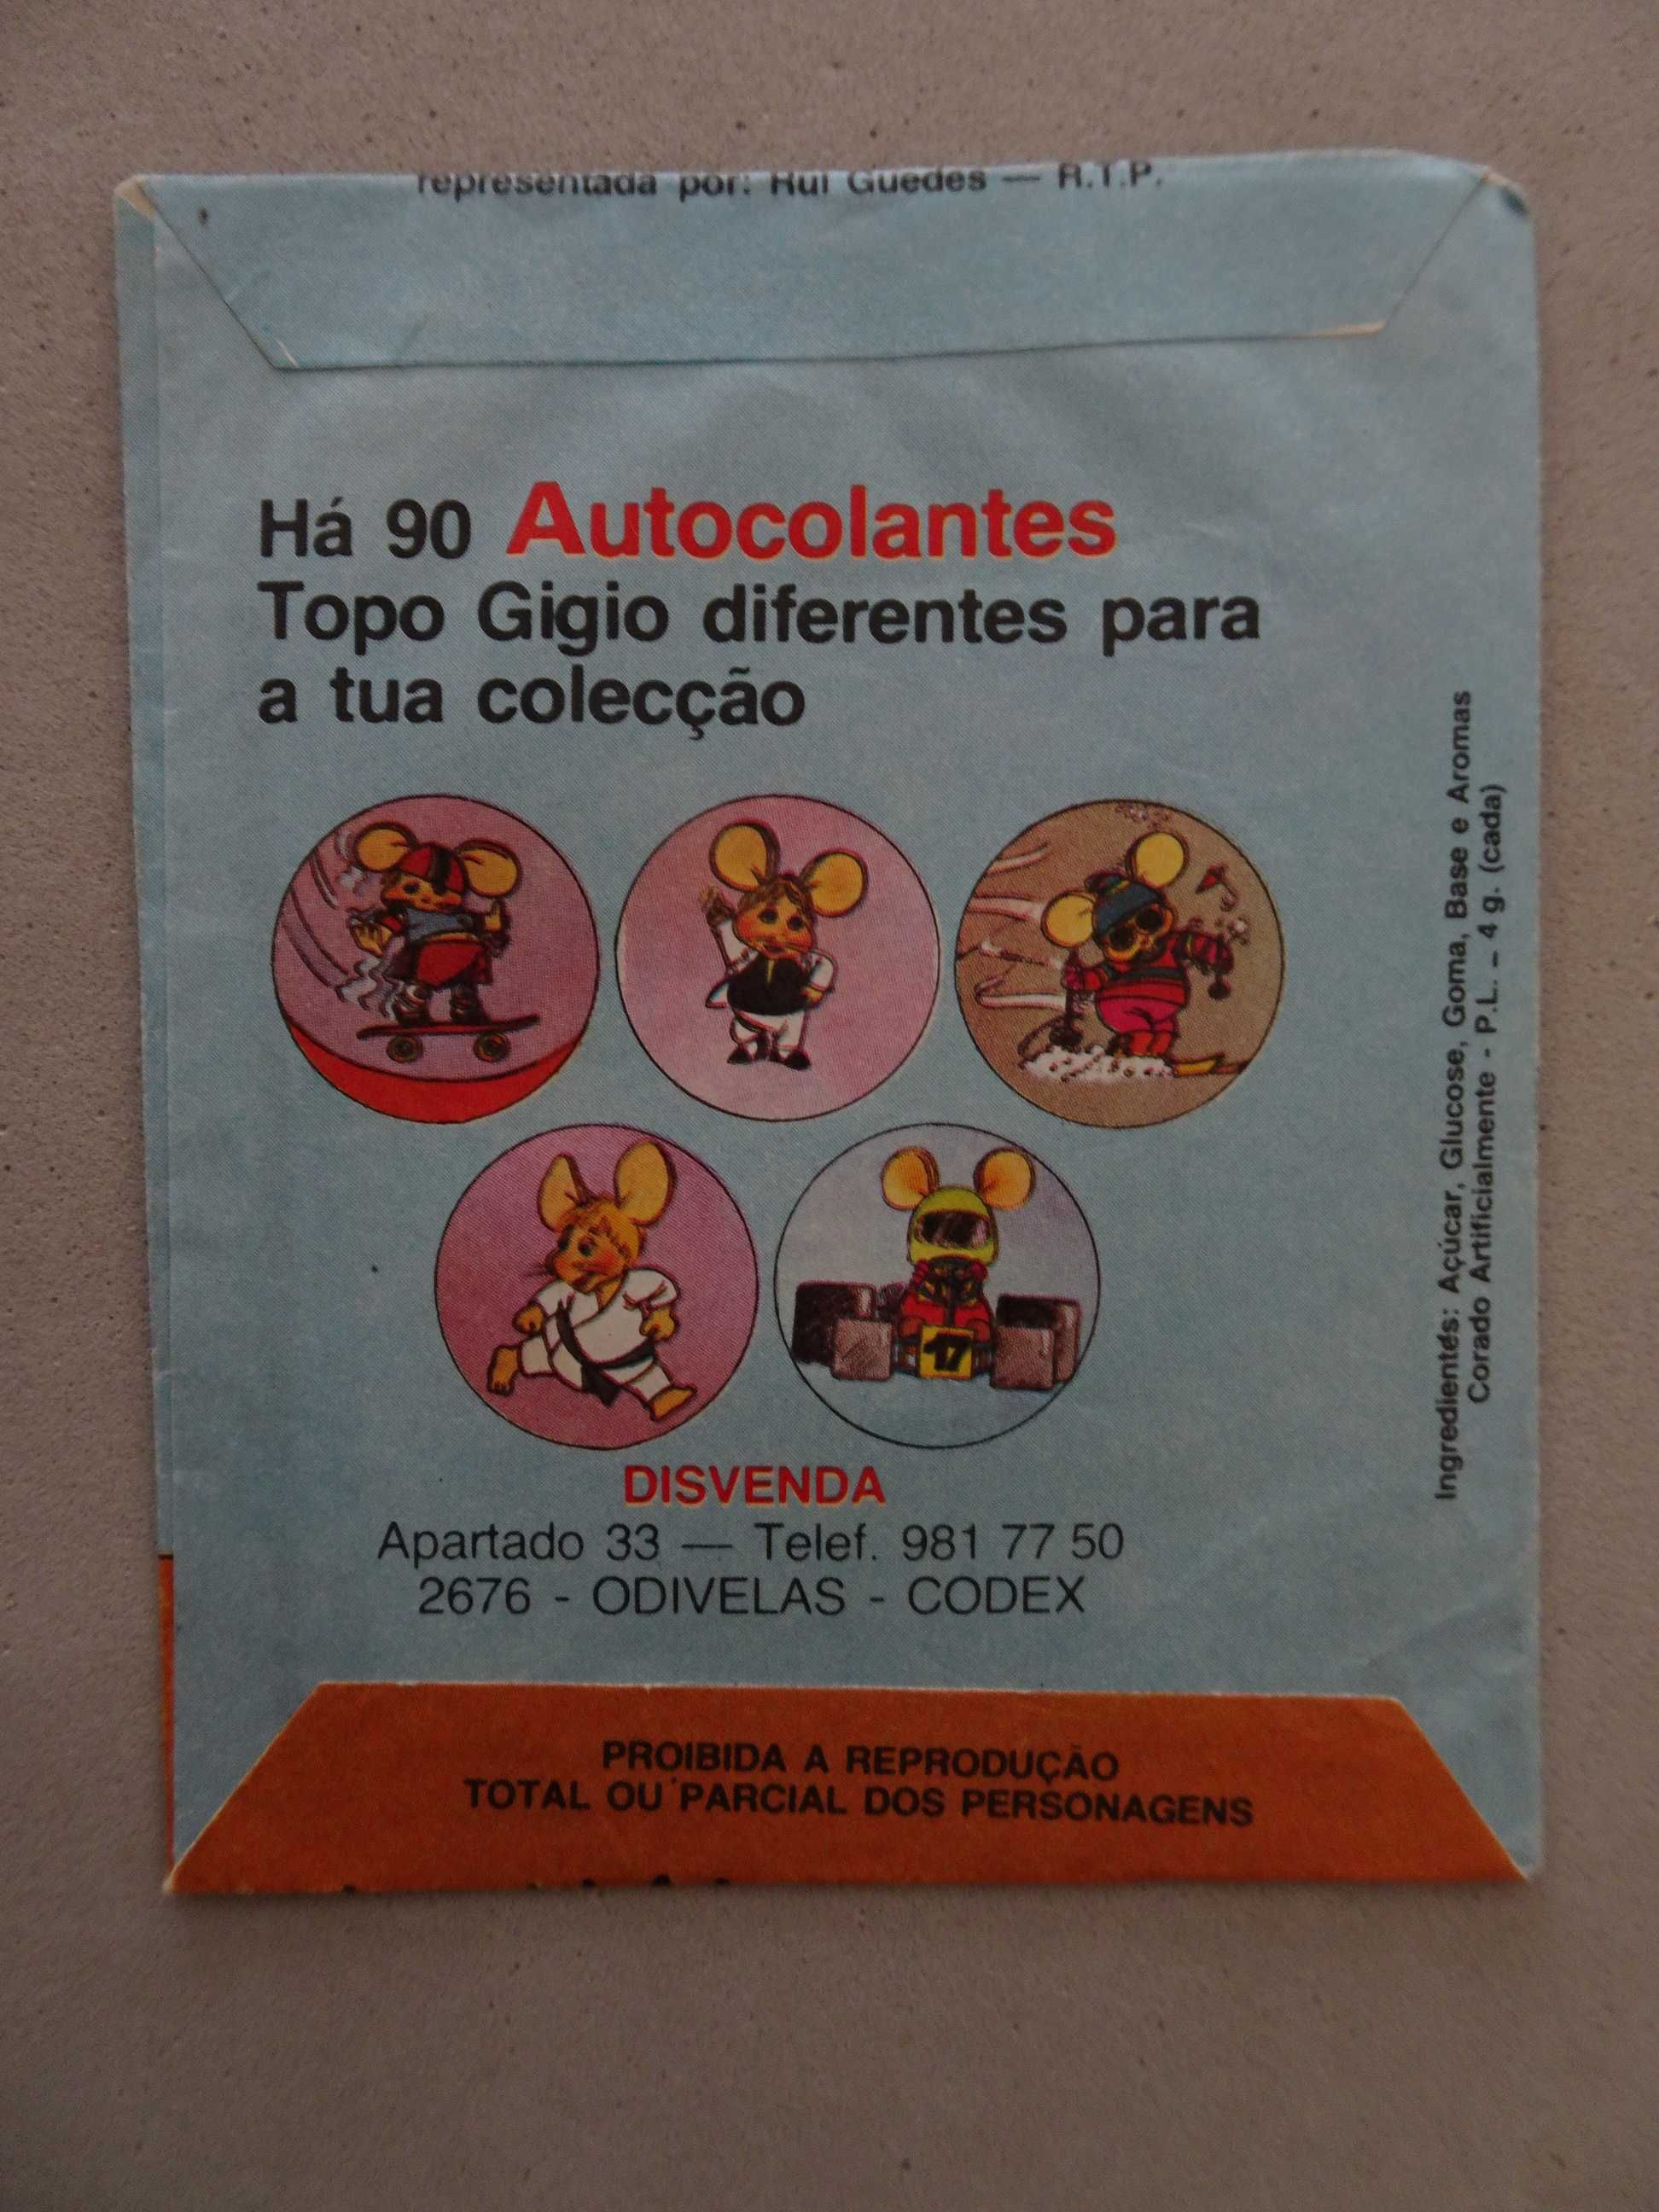 representada por: Rui Guedes — R.T.P.
Há 90 Autocolantes
Topo Gigio diferentes para
a tua colecção
17
DISVENDA
Apartado 33 — Telef. 981 77 50
2676 - ODIVELAS - CODEX
PROIBIDA A REPRODUÇÃO
TOTAL OU PARCIAL DOS PERSONAGENS
Ingredientes: Açúcar, Glucose, Goma, Base e Aromas
Corado Artificialmente - P.L. – 4 g. (cada)